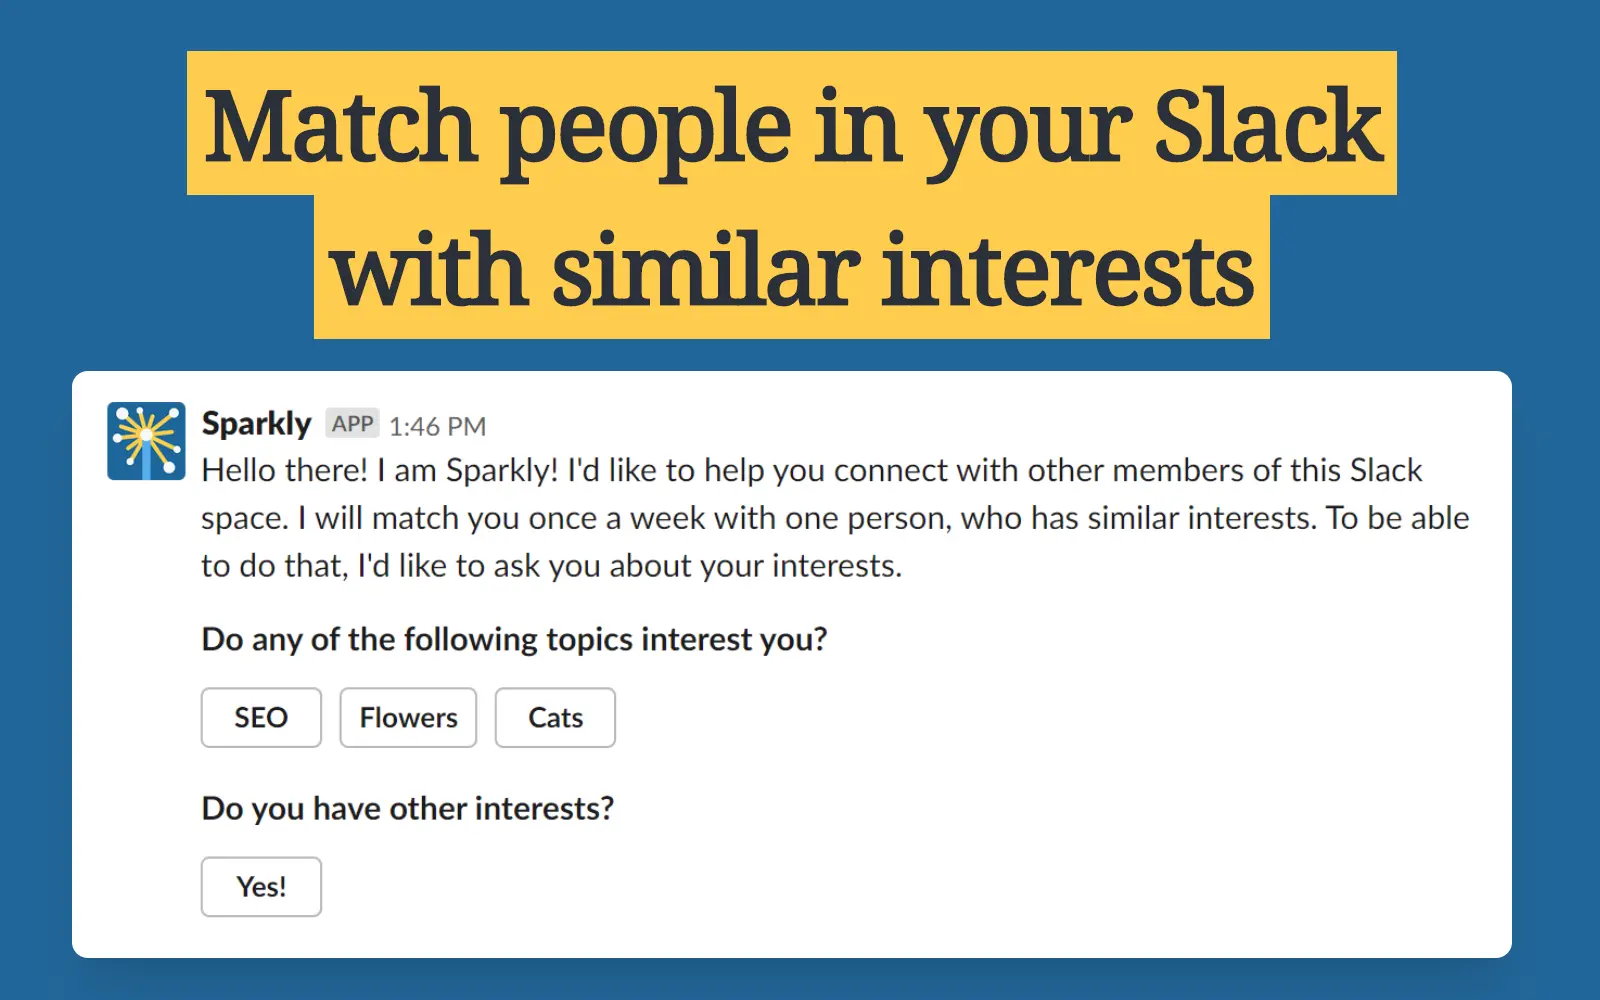 Match people in your Slack
with similar interests
Sparkly APP 1:46 PM
Hello there! I am Sparkly! I'd like to help you connect with other members of this Slack
space. I will match you once a week with one person, who has similar interests. To be able
to do that, I'd like to ask you about your interests.
Do any of the following topics interest you?
SEO Flowers Cats
Do you have other interests?
Yes!